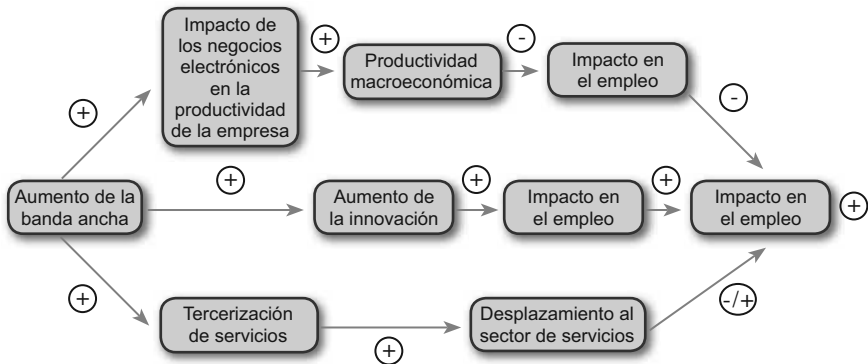 Impacto de
los negocios
electrónicos
en la
productividad
de la empresa
+
+
Productividad
macroeconómica
-
Impacto en
el empleo
-
Aumento de la
banda ancha
+
Aumento de
la innovación
+
Impacto en
el empleo
+
Impacto en
el empleo
+
+
Tercerización
de servicios
+
Desplazamiento al
sector de servicios
-/+